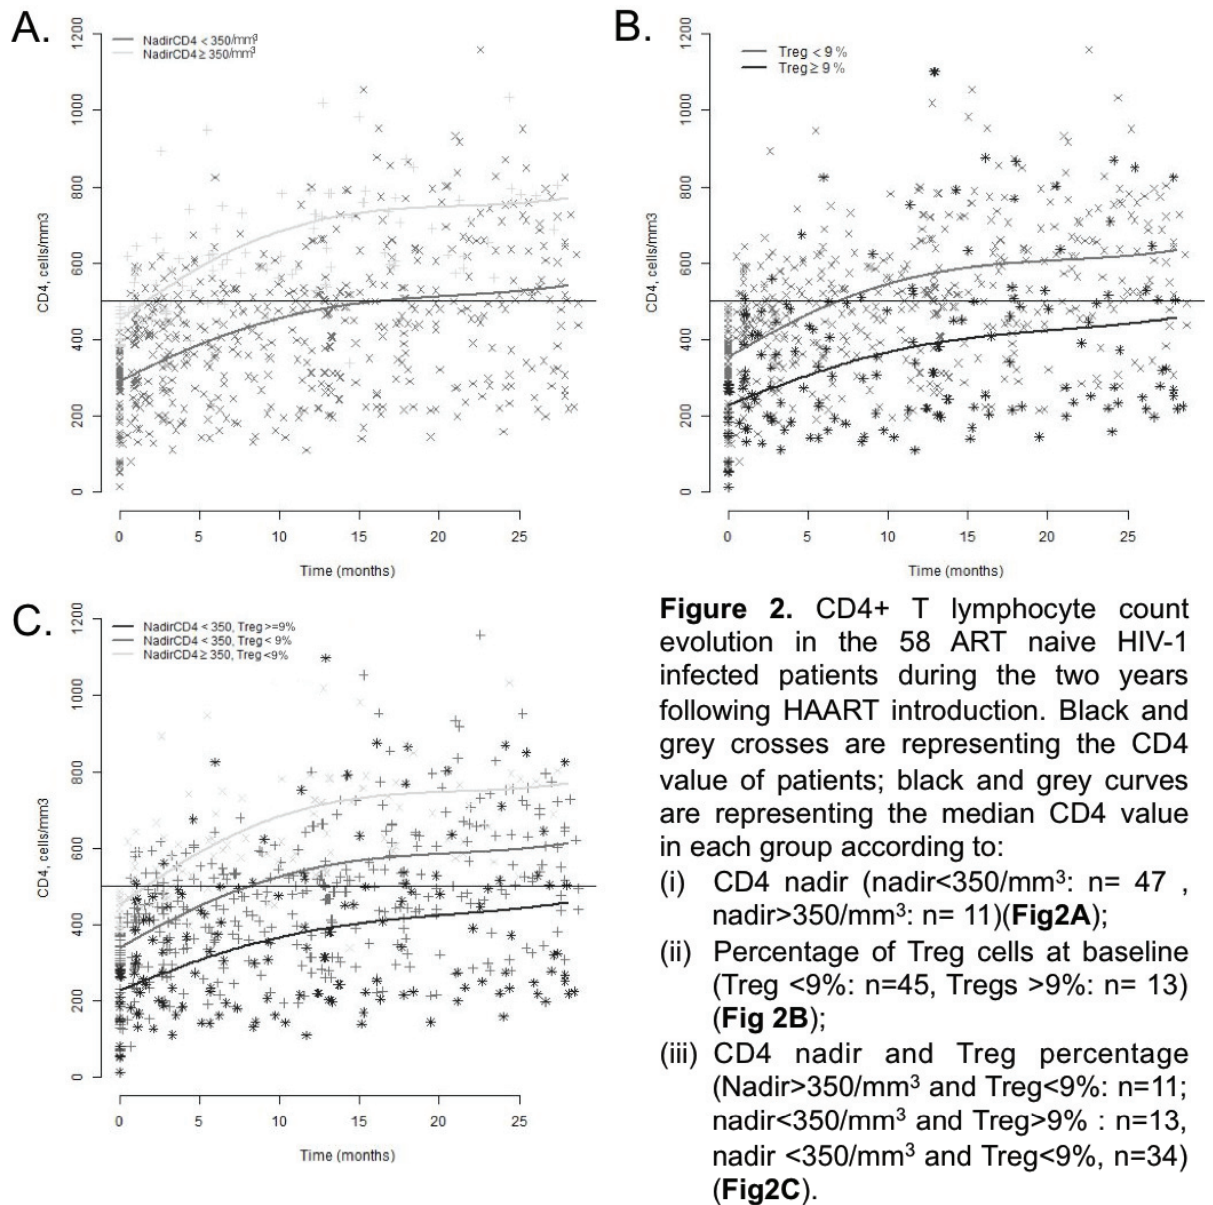 A.
NadirCD4 < 350/mm³
NadirCD4 ≥ 350/mm³
CD4, cells/mm3
0
200
400
600
800
1000
1200
0 5 10 15 20 25
Time (months)
B.
Treg < 9 %
Treg ≥ 9 %
CD4, cells/mm3
0
200
400
600
800
1000
1200
0 5 10 15 20 25
Time (months)
C.
NadirCD4 < 350, Treg >=9%
NadirCD4 < 350, Treg < 9%
NadirCD4 ≥ 350, Treg <9%
CD4, cells/mm3
0
200
400
600
800
1000
1200
0 5 10 15 20 25
Time (months)
Figure 2. CD4+ T lymphocyte count
evolution in the 58 ART naive HIV-1
infected patients during the two years
following HAART introduction. Black and
grey crosses are representing the CD4
value of patients; black and grey curves
are representing the median CD4 value
in each group according to:
(i) CD4 nadir (nadir<350/mm³: n= 47 ,
nadir>350/mm³: n= 11)(Fig2A);
(ii) Percentage of Treg cells at baseline
(Treg <9%: n=45, Tregs >9%: n= 13)
(Fig 2B);
(iii) CD4 nadir and Treg percentage
(Nadir>350/mm³ and Treg<9%: n=11;
nadir<350/mm³ and Treg>9% : n=13,
nadir <350/mm³ and Treg<9%, n=34)
(Fig2C).